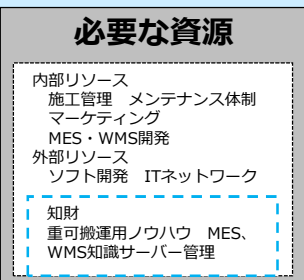 必要な資源
内部リソース
施工管理　メンテナンス体制
マーケティング
MES・WMS開発
外部リソース
ソフト開発　ITネットワーク
知財
重可搬運用ノウハウ　MES、
WMS知識サーバー管理